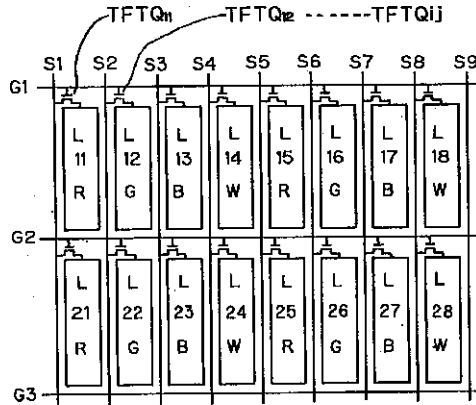 TFTQ11 TFTQ12 ------- TFTQij
S1 S2 S3 S4 S5 S6 S7 S8 S9
G1
L L L L L L L L
11 12 13 14 15 16 17 18
R G B W R G B W
G2
L L L L L L L L
21 22 23 24 25 26 27 28
R G B W R G B W
G3